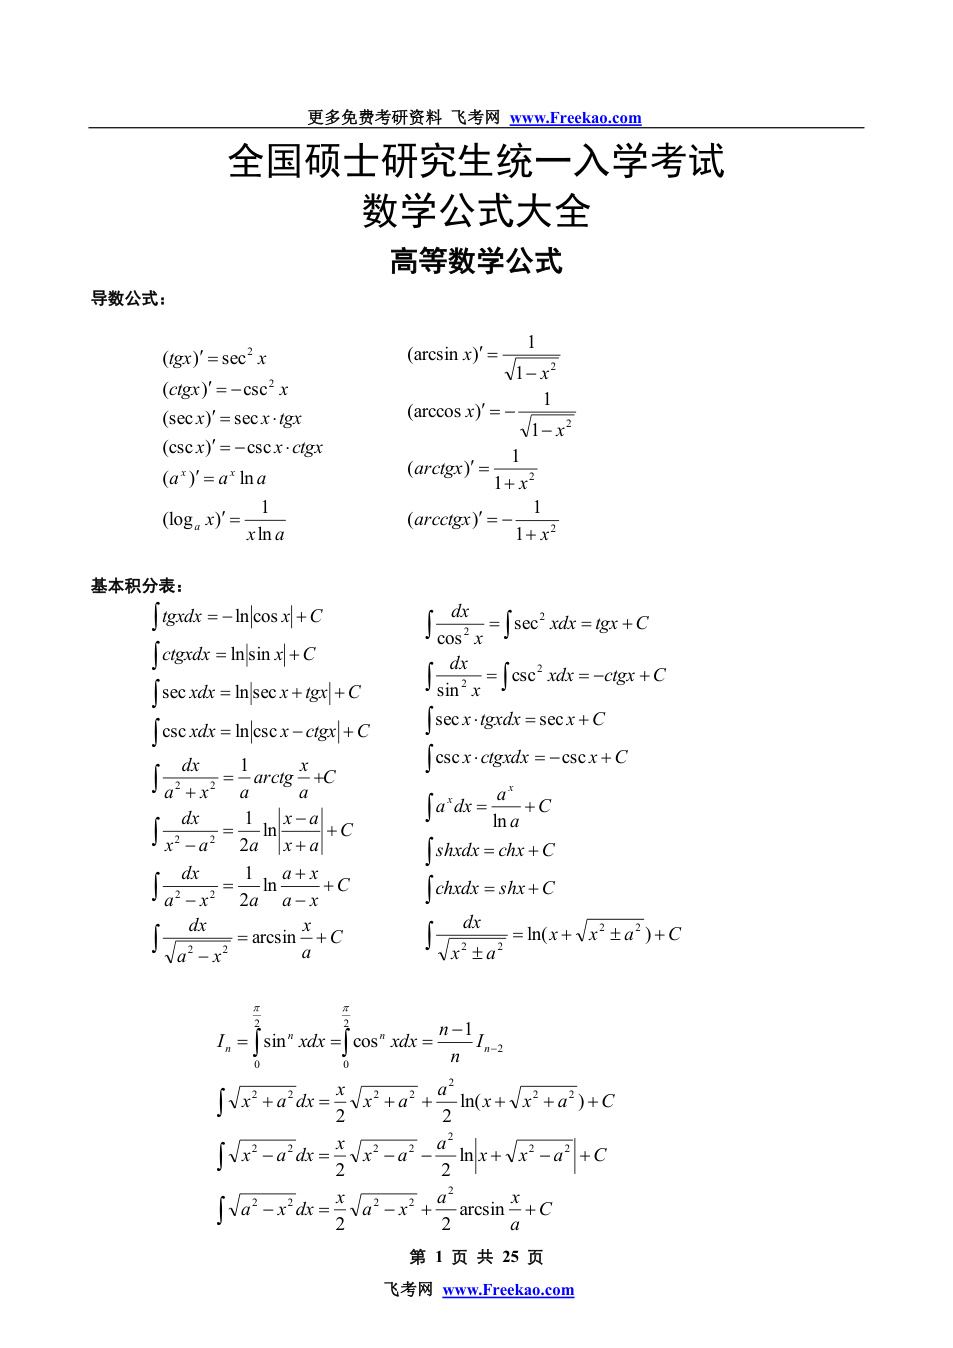 更多免费考研资料 飞考网 www.Freekao.com
全国硕士研究生统一入学考试
数学公式大全
高等数学公式
导数公式：
(tgx)′ = sec² x
(ctgx)′ = −csc² x
(sec x)′ = sec x · tgx
(csc x)′ = −csc x · ctgx
(aˣ)′ = aˣ ln a
(logₐ x)′ = 1/(x ln a)
(arcsin x)′ = 1/√(1− x²)
(arccos x)′ = − 1/√(1− x²)
(arctgx)′ = 1/(1+ x²)
(arcctgx)′ = − 1/(1+ x²)
基本积分表：
∫tgxdx = −ln|cos x| + C
∫ctgxdx = ln|sin x| + C
∫sec xdx = ln|sec x + tgx| + C
∫csc xdx = ln|csc x − ctgx| + C
∫dx/(a² + x²) = (1/a) arctg (x/a) +C
∫dx/(x² − a²) = (1/2a) ln|(x − a)/(x + a)| + C
∫dx/(a² − x²) = (1/2a) ln (a + x)/(a − x) + C
∫dx/√(a² − x²) = arcsin (x/a) + C
∫dx/cos² x = ∫sec² xdx = tgx + C
∫dx/sin² x = ∫csc² xdx = −ctgx + C
∫sec x · tgxdx = sec x + C
∫csc x · ctgxdx = −csc x + C
∫aˣdx = aˣ/ln a + C
∫shxdx = chx + C
∫chxdx = shx + C
∫dx/√(x² ± a²) = ln(x + √(x² ± a²)) + C
Iₙ = ∫₀^(π/2) sinⁿ xdx = ∫₀^(π/2) cosⁿ xdx = ((n −1)/n) Iₙ₋₂
∫√(x² + a²)dx = (x/2)√(x² + a²) + (a²/2) ln(x + √(x² + a²)) + C
∫√(x² − a²)dx = (x/2)√(x² − a²) − (a²/2) ln|x + √(x² − a²)| + C
∫√(a² − x²)dx = (x/2)√(a² − x²) + (a²/2) arcsin (x/a) + C
第 1 页 共 25 页
飞考网 www.Freekao.com